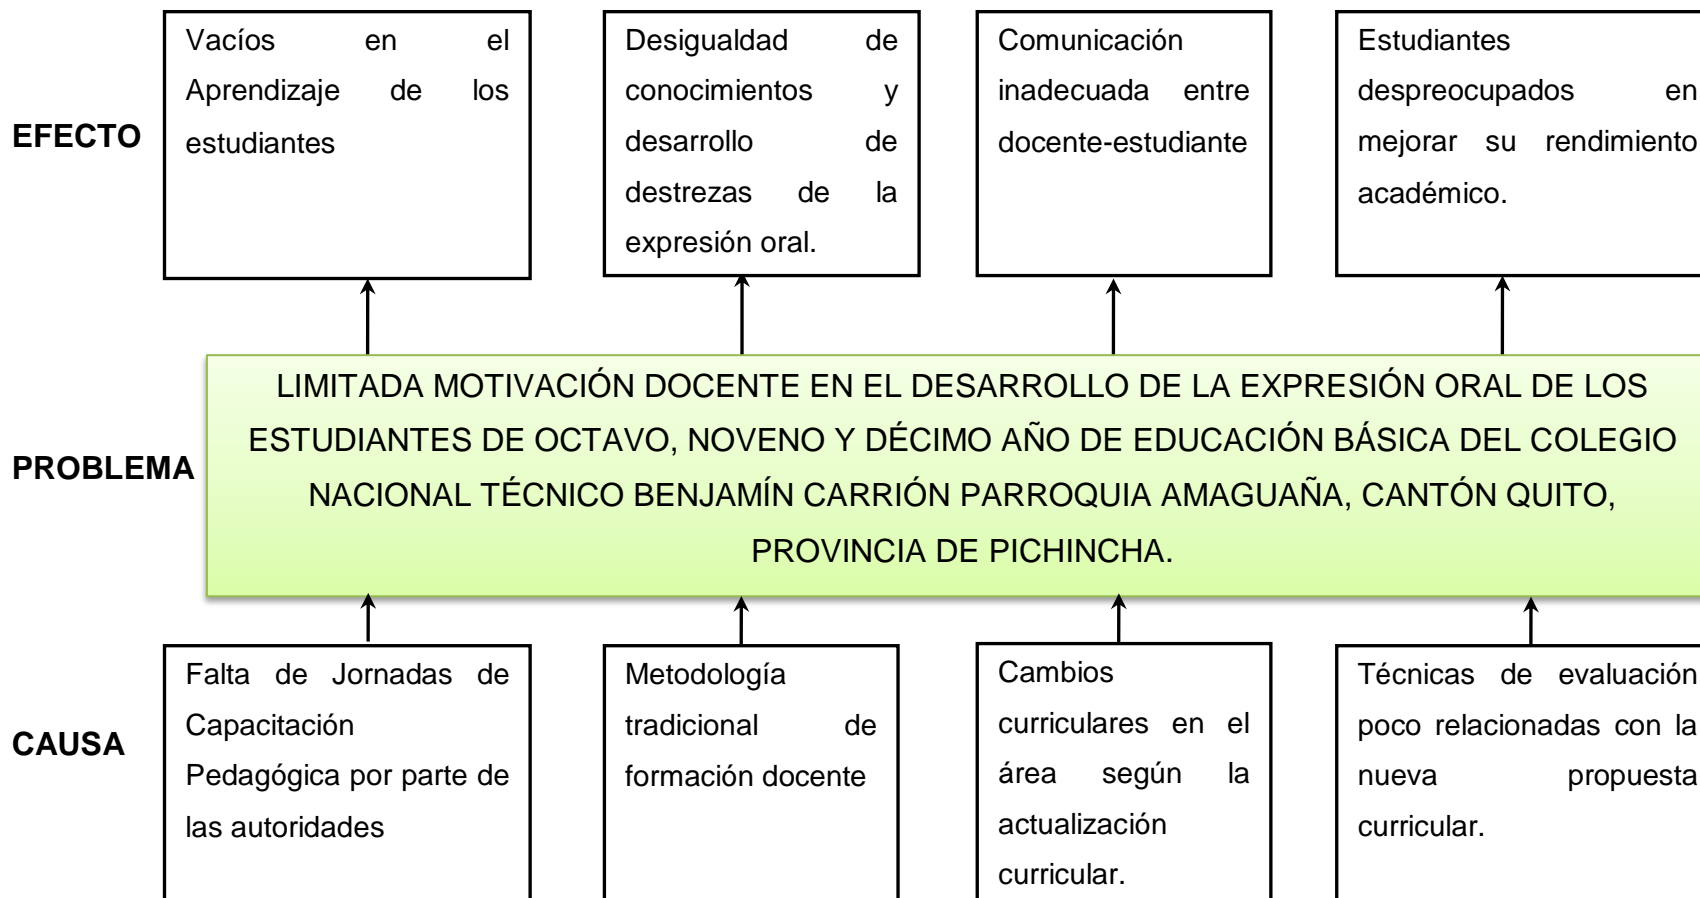 Vacíos en el
Aprendizaje de los
estudiantes
Desigualdad de
conocimientos y
desarrollo de
destrezas de la
expresión oral.
Comunicación
inadecuada entre
docente-estudiante
Estudiantes
despreocupados en
mejorar su rendimiento
académico.
EFECTO
LIMITADA MOTIVACIÓN DOCENTE EN EL DESARROLLO DE LA EXPRESIÓN ORAL DE LOS
ESTUDIANTES DE OCTAVO, NOVENO Y DÉCIMO AÑO DE EDUCACIÓN BÁSICA DEL COLEGIO
NACIONAL TÉCNICO BENJAMÍN CARRIÓN PARROQUIA AMAGUAÑA, CANTÓN QUITO,
PROVINCIA DE PICHINCHA.
PROBLEMA
Falta de Jornadas de
Capacitación
Pedagógica por parte de
las autoridades
Metodología
tradicional de
formación docente
Cambios
curriculares en el
área según la
actualización
curricular.
Técnicas de evaluación
poco relacionadas con la
nueva propuesta
curricular.
CAUSA